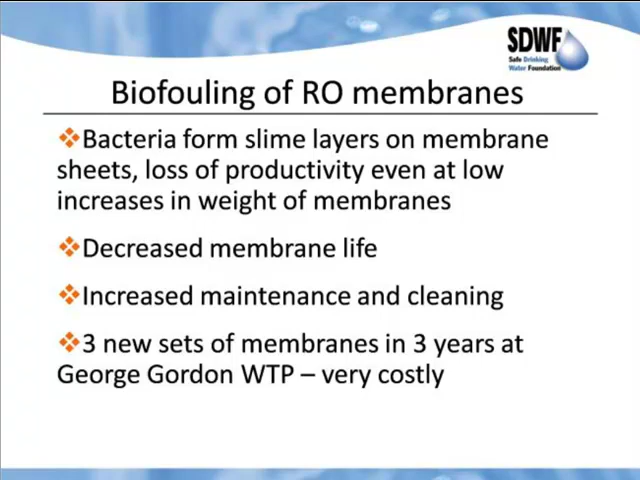 SDWF
Safe Drinking
Water Foundation
Biofouling of RO membranes
Bacteria form slime layers on membrane
sheets, loss of productivity even at low
increases in weight of membranes
Decreased membrane life
Increased maintenance and cleaning
3 new sets of membranes in 3 years at
George Gordon WTP – very costly